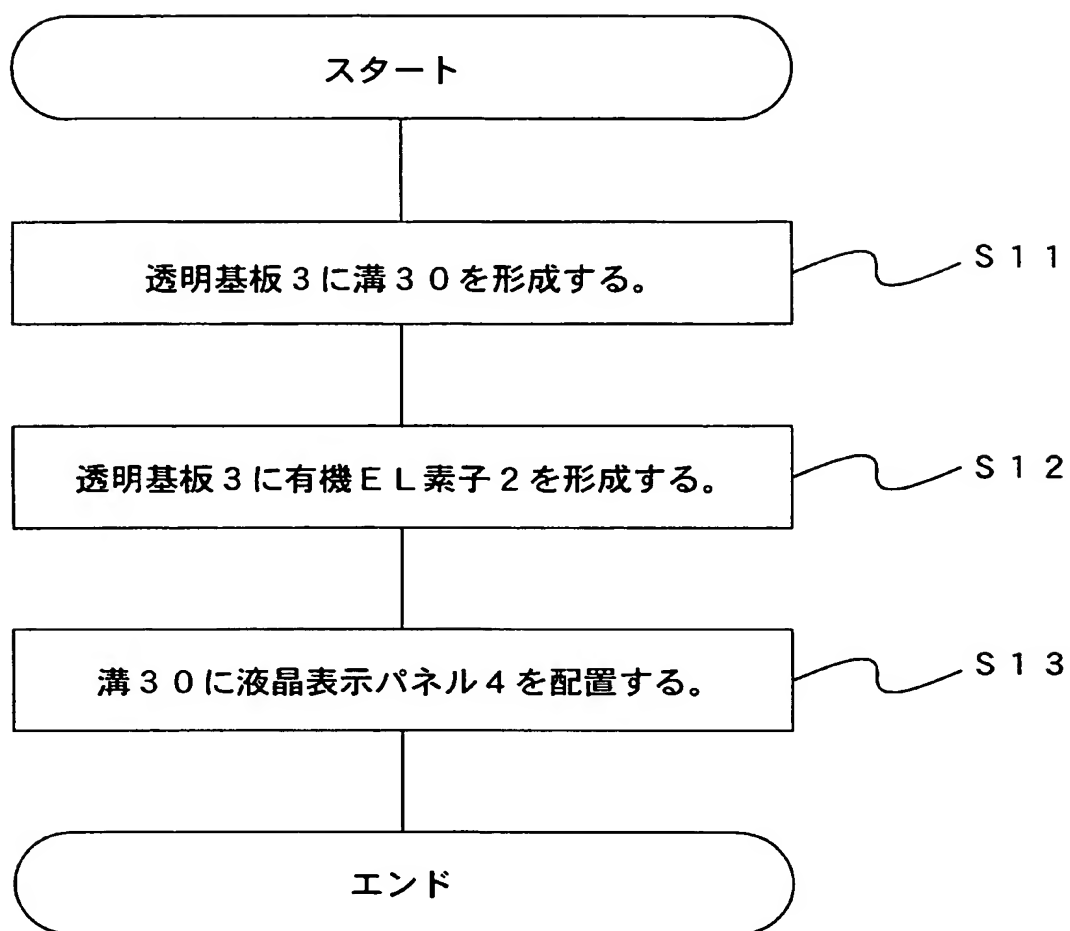 スタート
透明基板３に溝３０を形成する。
Ｓ１１
透明基板３に有機ＥＬ素子２を形成する。
Ｓ１２
溝３０に液晶表示パネル４を配置する。
Ｓ１３
エンド